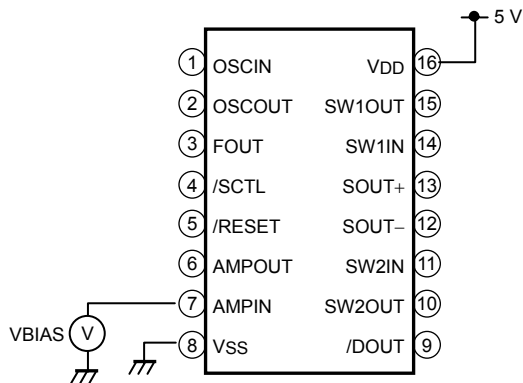 5 V
1 OSCIN VDD 16
2 OSCOUT SW1OUT 15
3 FOUT SW1IN 14
4 /SCTL SOUT+ 13
5 /RESET SOUT− 12
6 AMPOUT SW2IN 11
7 AMPIN SW2OUT 10
VBIAS V
8 VSS /DOUT 9